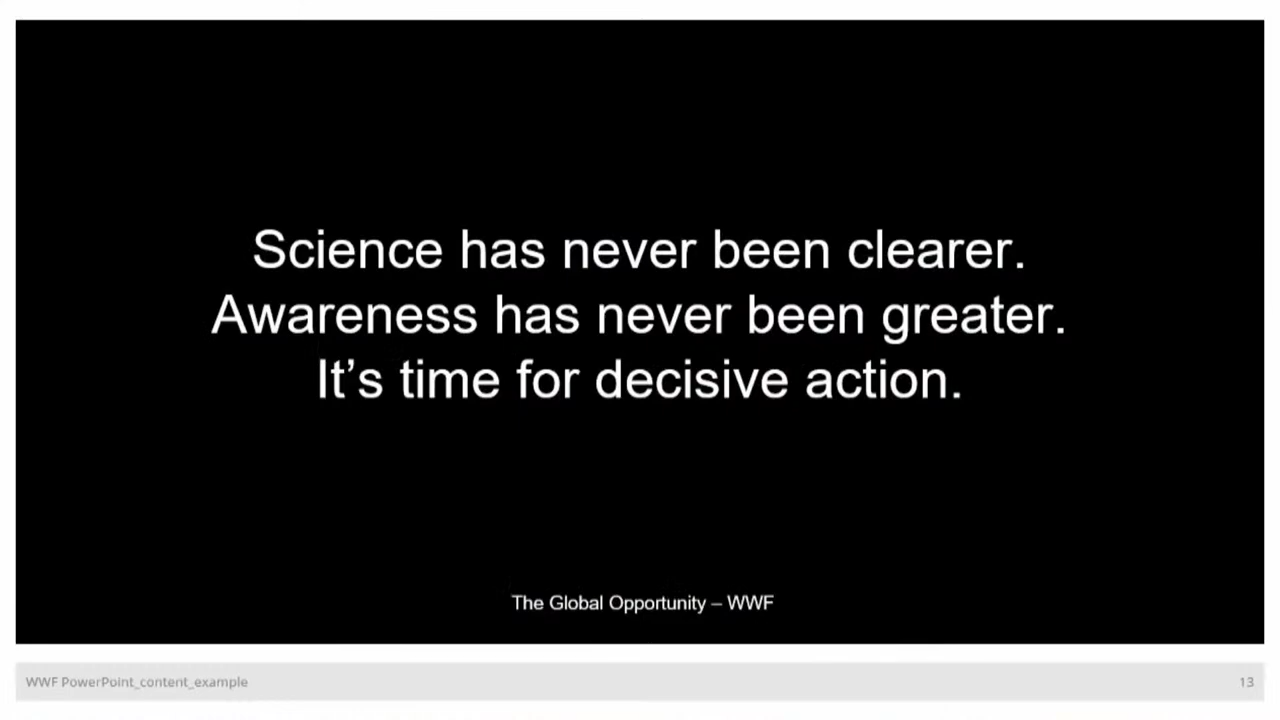 Science has never been clearer.
Awareness has never been greater.
It’s time for decisive action.
The Global Opportunity – WWF
WWF PowerPoint_content_example
13